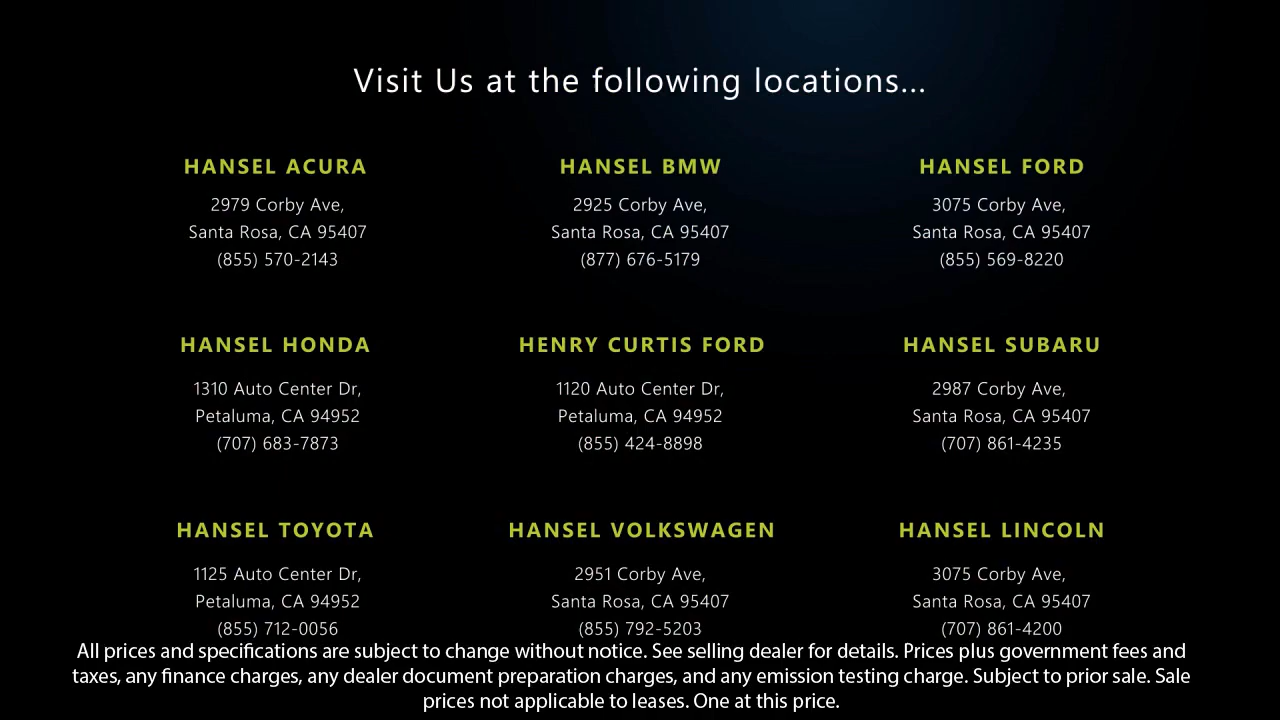 Visit Us at the following locations...
HANSEL ACURA
2979 Corby Ave,
Santa Rosa, CA 95407
(855) 570-2143
HANSEL BMW
2925 Corby Ave,
Santa Rosa, CA 95407
(877) 676-5179
HANSEL FORD
3075 Corby Ave,
Santa Rosa, CA 95407
(855) 569-8220
HANSEL HONDA
1310 Auto Center Dr,
Petaluma, CA 94952
(707) 683-7873
HENRY CURTIS FORD
1120 Auto Center Dr,
Petaluma, CA 94952
(855) 424-8898
HANSEL SUBARU
2987 Corby Ave,
Santa Rosa, CA 95407
(707) 861-4235
HANSEL TOYOTA
1125 Auto Center Dr,
Petaluma, CA 94952
(855) 712-0056
HANSEL VOLKSWAGEN
2951 Corby Ave,
Santa Rosa, CA 95407
(855) 792-5203
HANSEL LINCOLN
3075 Corby Ave,
Santa Rosa, CA 95407
(707) 861-4200
All prices and specifications are subject to change without notice. See selling dealer for details. Prices plus government fees and
taxes, any finance charges, any dealer document preparation charges, and any emission testing charge. Subject to prior sale. Sale
prices not applicable to leases. One at this price.